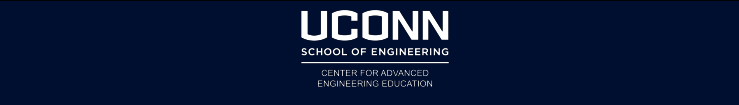 UCONN
SCHOOL OF ENGINEERING
CENTER FOR ADVANCED
ENGINEERING EDUCATION